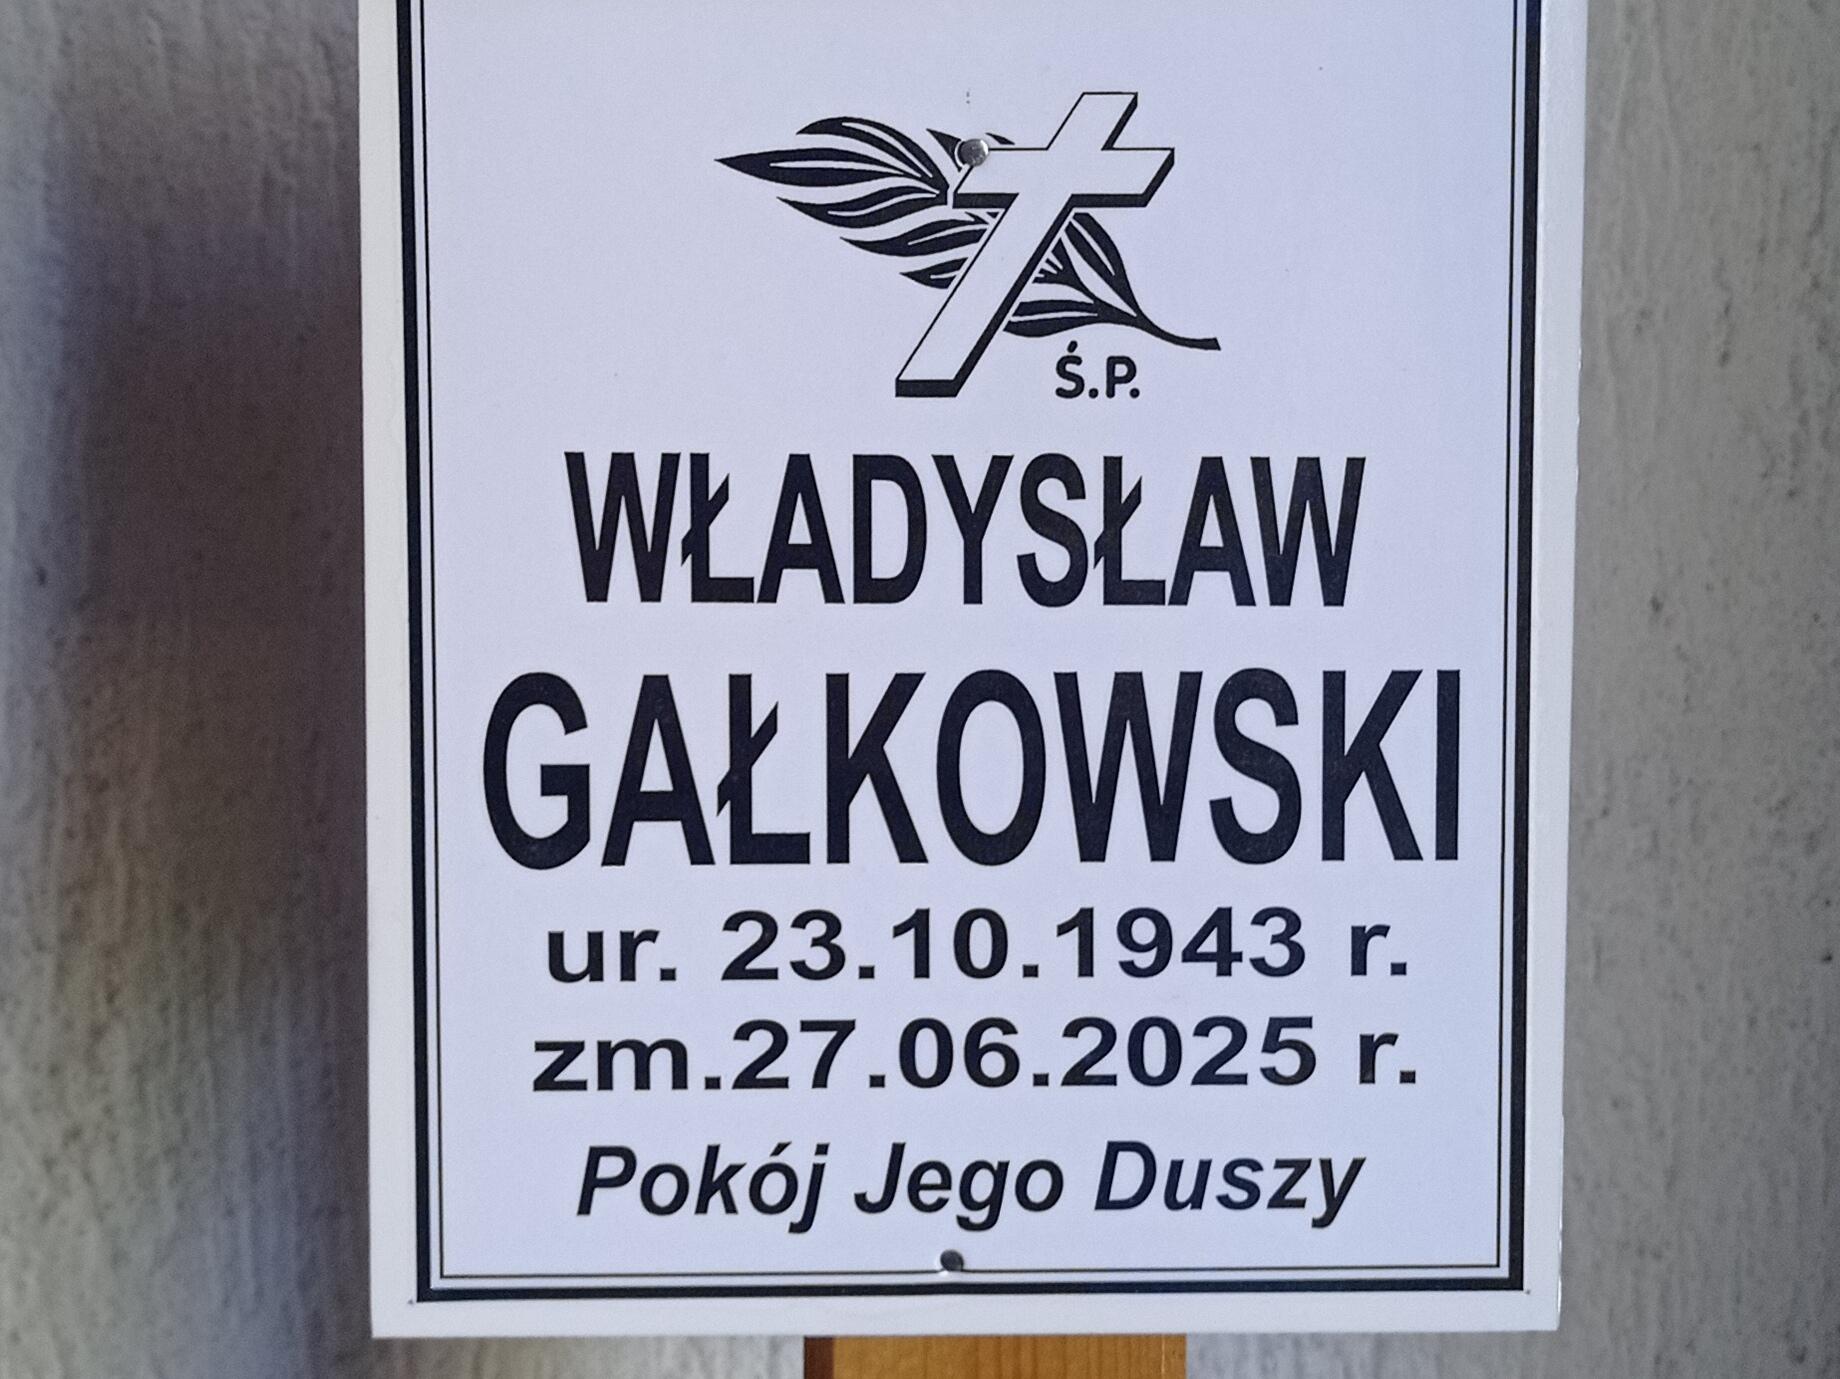 Ś.P.
WŁADYSŁAW
GAŁKOWSKI
ur. 23.10.1943 r.
zm.27.06.2025 r.
Pokój Jego Duszy